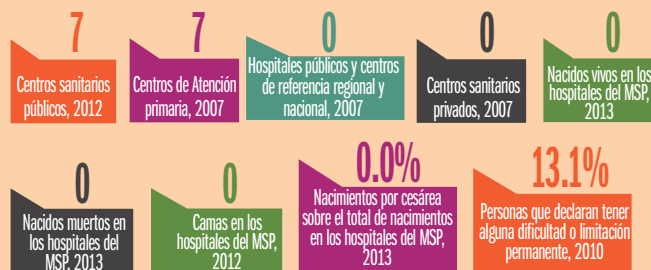 7
Centros sanitarios
públicos, 2012
7
Centros de Atención
primaria, 2007
0
Hospitales públicos y centros
de referencia regional y
nacional, 2007
0
Centros sanitarios
privados, 2007
0
Nacidos vivos en los
hospitales del MSP,
2013
0
Nacidos muertos en
los hospitales del
MSP, 2013
0
Camas en los
hospitales del MSP,
2012
0.0%
Nacimientos por cesárea
sobre el total de nacimientos
en los hospitales del MSP,
2013
13.1%
Personas que declaran tener
alguna dificultad o limitación
permanente, 2010